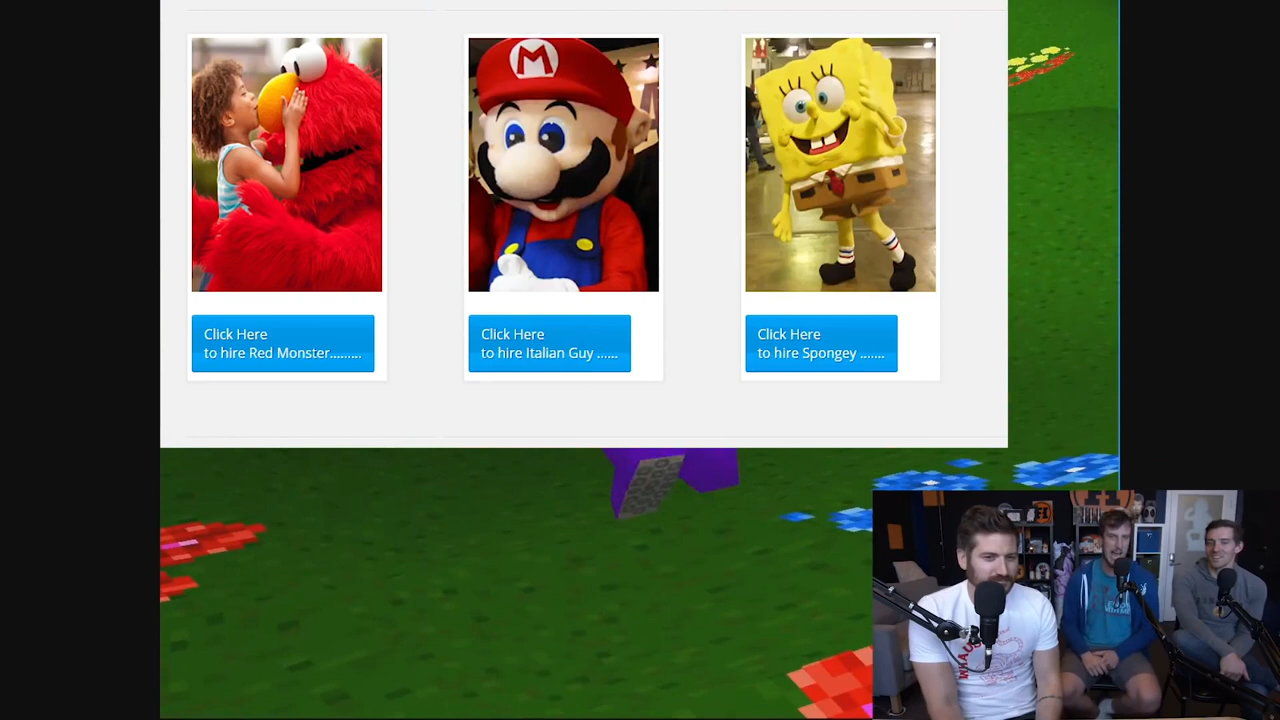 M
Click Here
to hire Red Monster.........
Click Here
to hire Italian Guy ......
Click Here
to hire Spongey .......